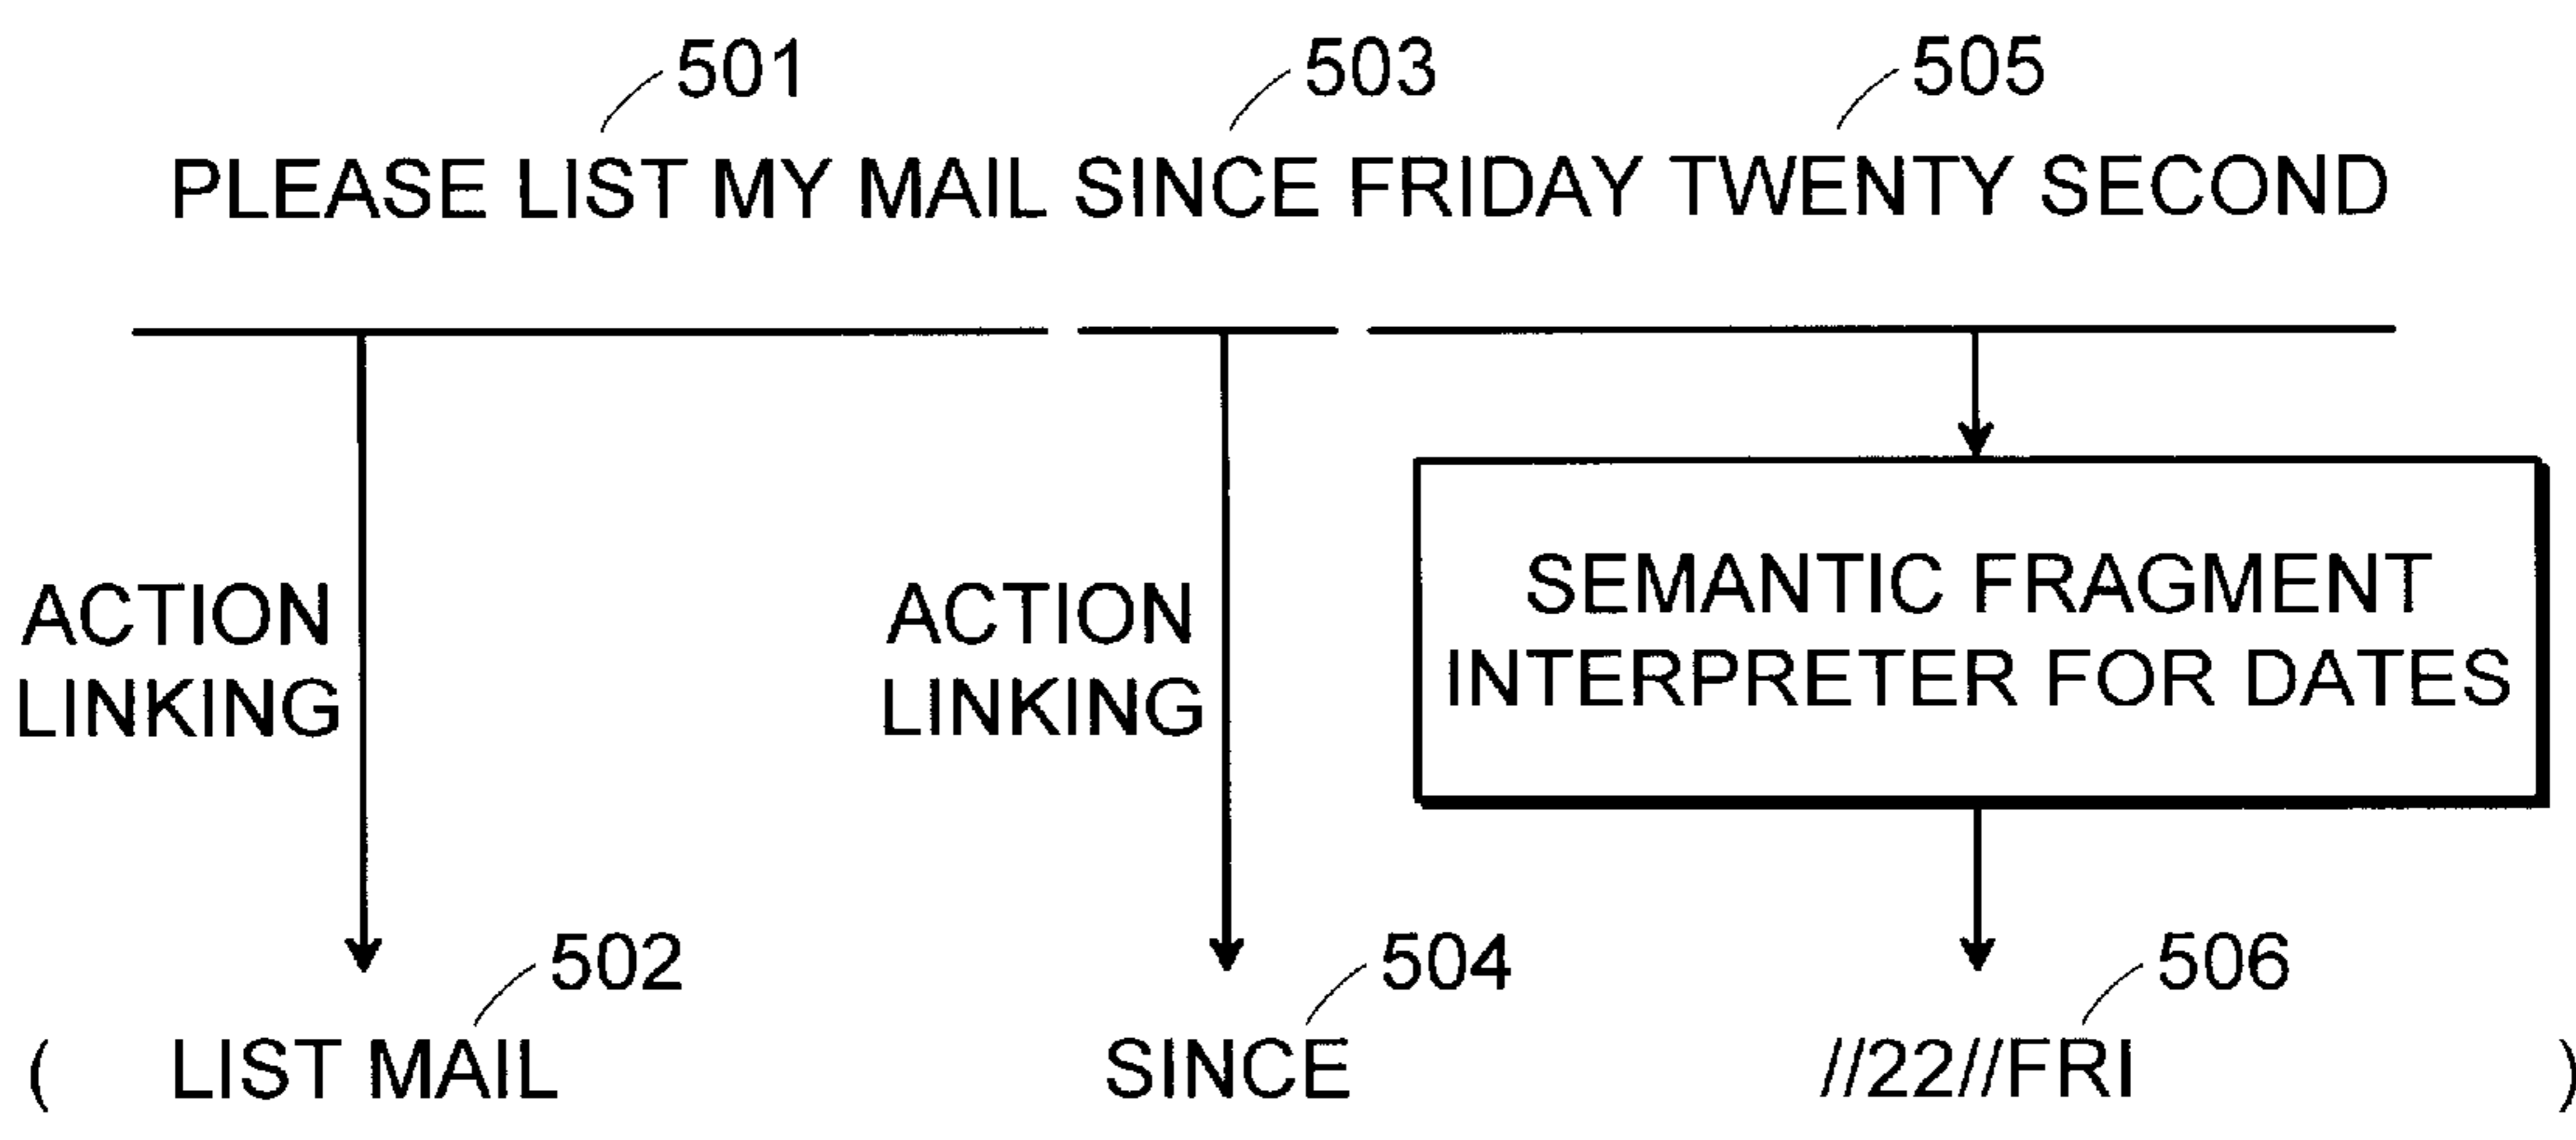 501 503 505
PLEASE LIST MY MAIL SINCE FRIDAY TWENTY SECOND
ACTION
LINKING
ACTION
LINKING
SEMANTIC FRAGMENT
INTERPRETER FOR DATES
502 504 506
( LIST MAIL SINCE //22//FRI )